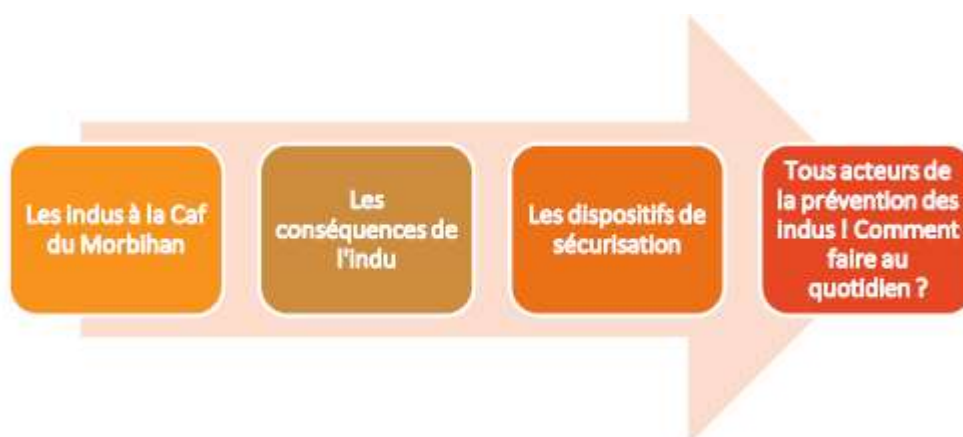 Les indus à la Caf
du Morbihan
Les
conséquences de
l'indu
Les dispositifs de
sécurisation
Tous acteurs de
la prévention des
indus ! Comment
faire au
quotidien ?